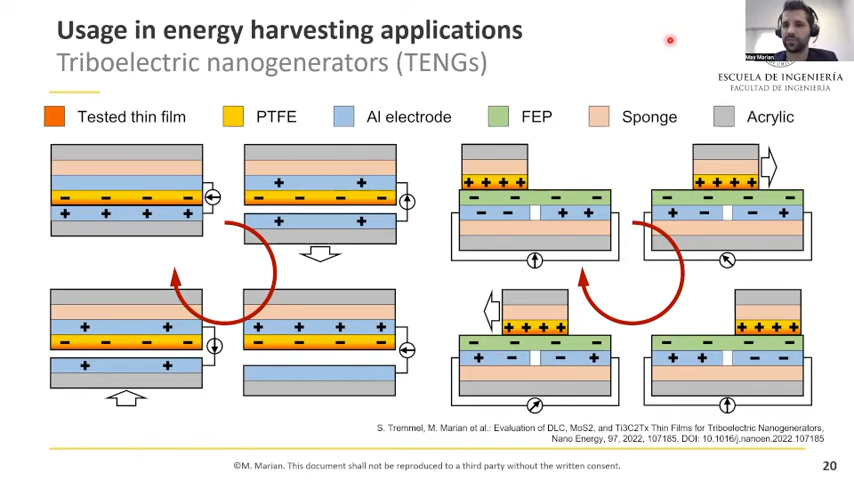 Usage in energy harvesting applications
Triboelectric nanogenerators (TENGs)
Max Marian
ESCUELA DE INGENIERÍA
FACULTAD DE INGENIERÍA
Tested thin film
PTFE
Al electrode
FEP
Sponge
Acrylic
S. Tremmel, M. Marian et al.: Evaluation of DLC, MoS2, and Ti3C2Tx Thin Films for Triboelectric Nanogenerators,
Nano Energy, 97, 2022, 107185, DOI: 10.1016/j.nanoen.2022.107185
©M. Marian. This document shall not be reproduced to a third party without the written consent.
20